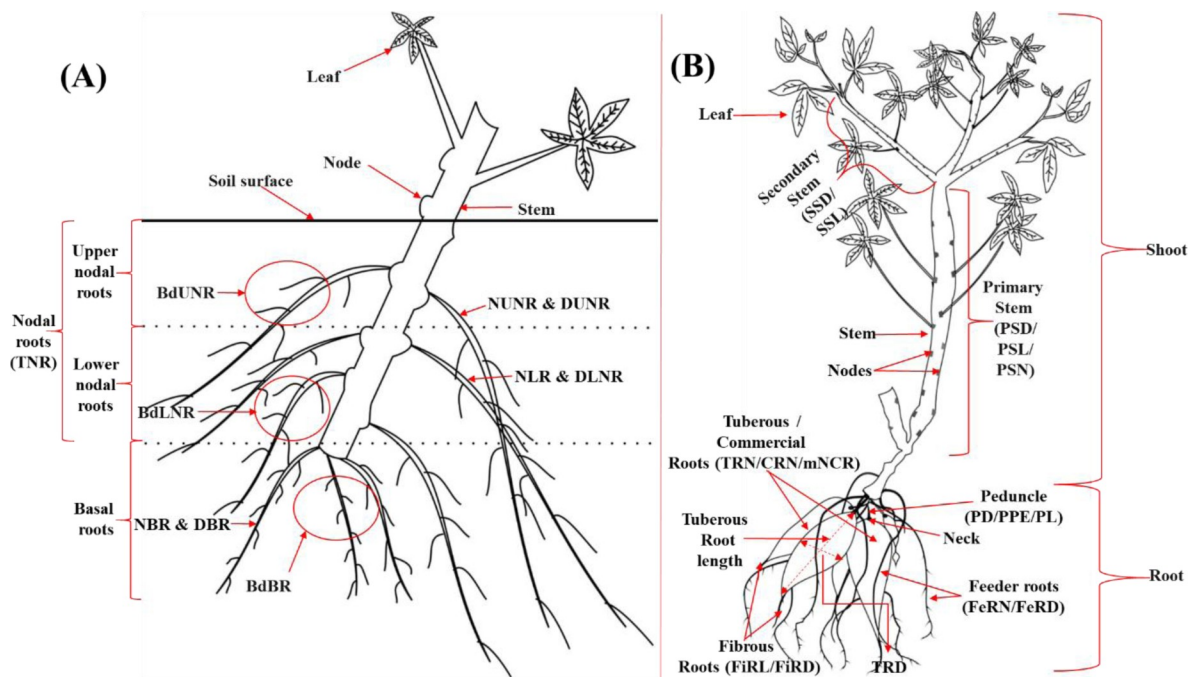 (A)
Leaf
Node
Soil surface
Stem
Upper
nodal
roots
BdUNR
NUNR & DUNR
Nodal
roots
(TNR)
Lower
nodal
roots
NLR & DLNR
BdLNR
Basal
roots
NBR & DBR
BdBR
(B)
Leaf
Secondary
Stem
(SSD/
SSL)
Shoot
Primary
Stem
(PSD/
PSL/
PSN)
Stem
Nodes
Tuberous /
Commercial
Roots (TRN/CRN/mNCR)
Peduncle
(PD/PPE/PL)
Neck
Tuberous
Root
length
Root
Feeder roots
(FeRN/FeRD)
Fibrous
Roots (FiRL/FiRD)
TRD